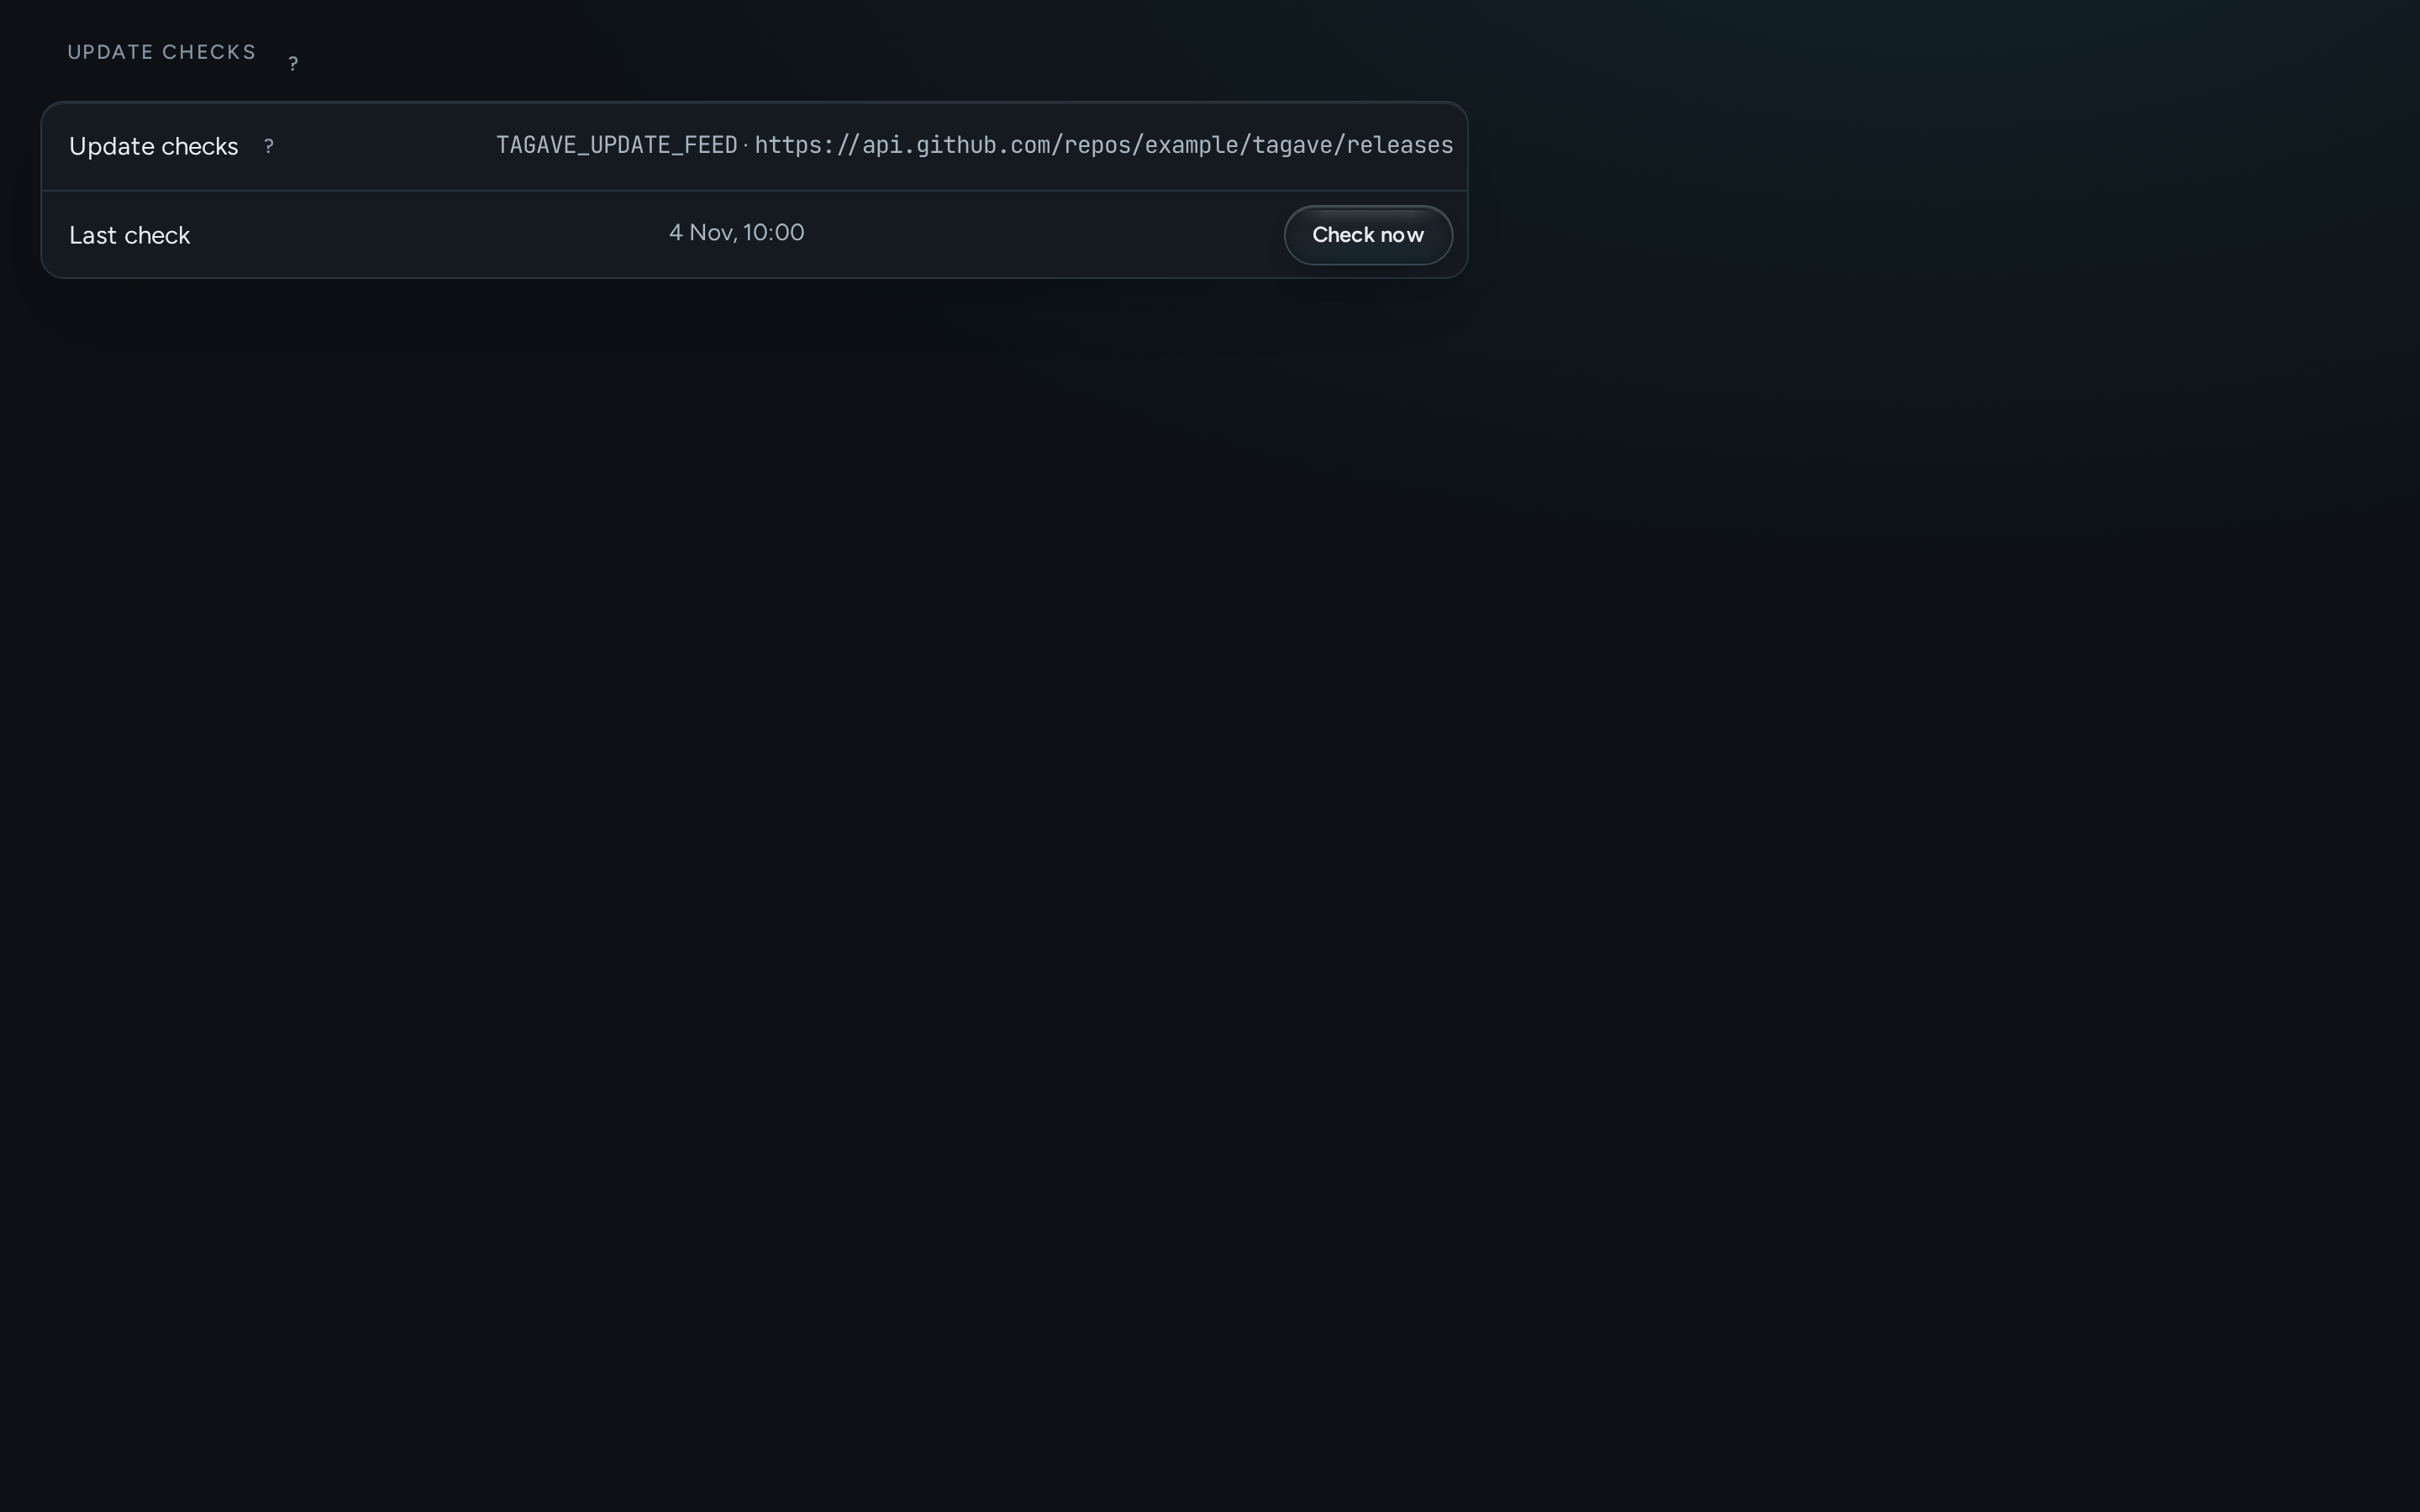 UPDATE CHECKS ?
Update checks ? TAGAVE_UPDATE_FEED · https://api.github.com/repos/example/tagave/releases
Last check 4 Nov, 10:00 Check now